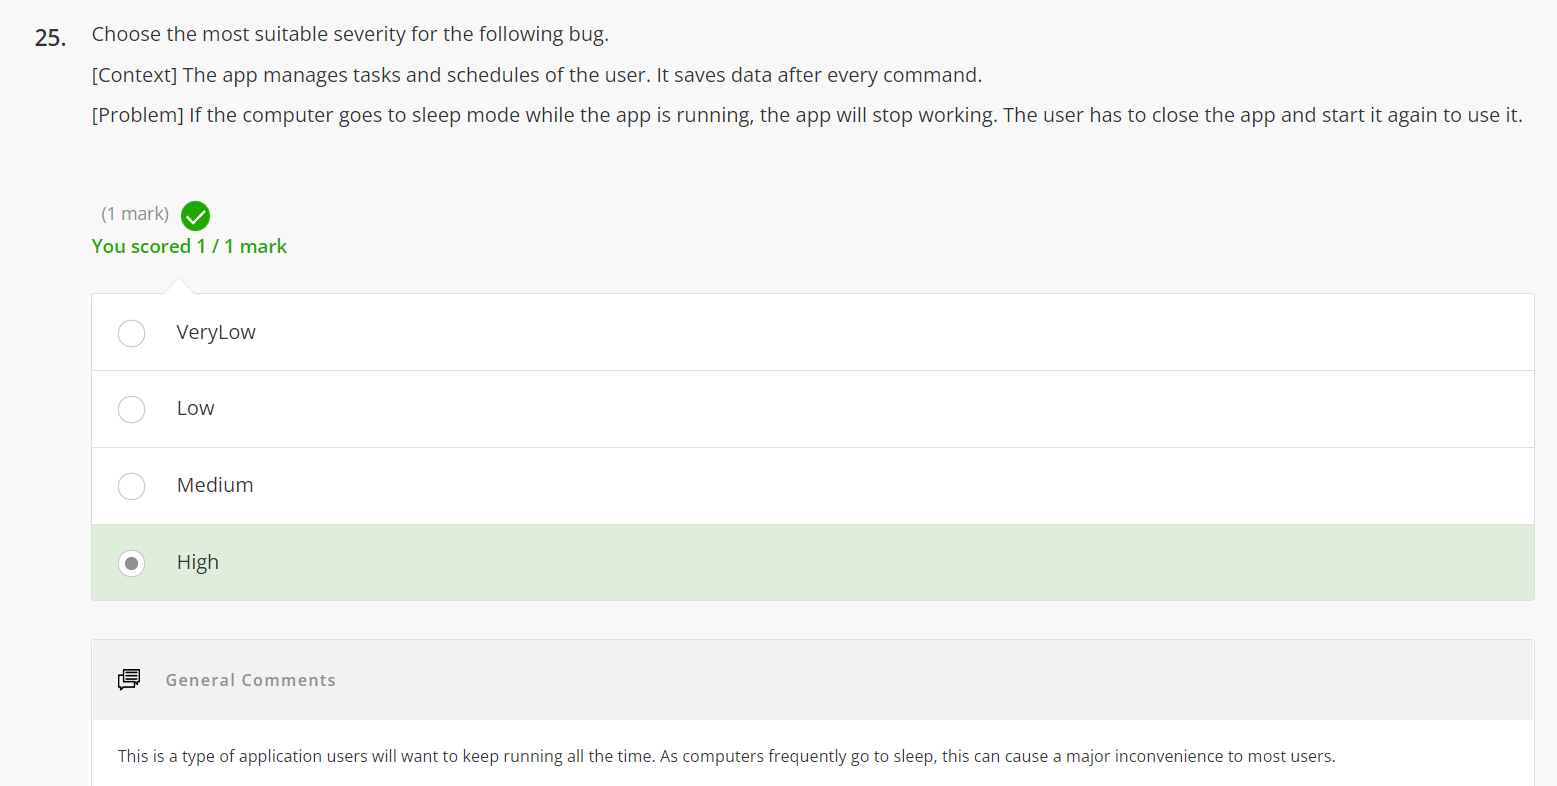 25. Choose the most suitable severity for the following bug.
[Context] The app manages tasks and schedules of the user. It saves data after every command.
[Problem] If the computer goes to sleep mode while the app is running, the app will stop working. The user has to close the app and start it again to use it.
(1 mark)
You scored 1 / 1 mark
VeryLow
Low
Medium
High
General Comments
This is a type of application users will want to keep running all the time. As computers frequently go to sleep, this can cause a major inconvenience to most users.